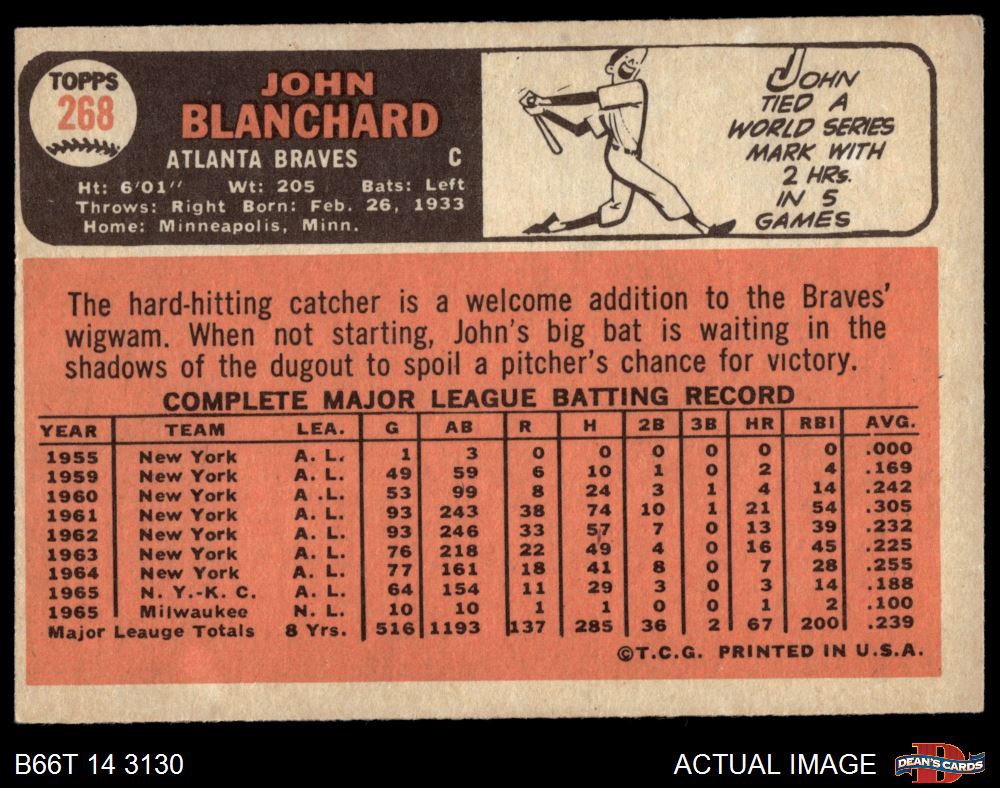 TOPPS
268
JOHN
BLANCHARD
ATLANTA BRAVES C
Ht: 6'01" Wt: 205 Bats: Left
Throws: Right Born: Feb. 26, 1933
Home: Minneapolis, Minn.
JOHN
TIED A
WORLD SERIES
MARK WITH
2 HRs.
IN 5
GAMES
The hard-hitting catcher is a welcome addition to the Braves'
wigwam. When not starting, John's big bat is waiting in the
shadows of the dugout to spoil a pitcher's chance for victory.
COMPLETE MAJOR LEAGUE BATTING RECORD
YEAR TEAM LEA. G AB R H 2B 3B HR RBI AVG.
1955 New York A. L. 1 3 0 0 0 0 0 0 .000
1959 New York A. L. 49 59 6 10 1 0 2 4 .169
1960 New York A .L. 53 99 8 24 3 1 4 14 .242
1961 New York A. L. 93 243 38 74 10 1 21 54 .305
1962 New York A. L. 93 246 33 57 7 0 13 39 .232
1963 New York A. L. 76 218 22 49 4 0 16 45 .225
1964 New York A. L. 77 161 18 41 8 0 7 28 .255
1965 N. Y.-K. C. A. L. 64 154 11 29 3 0 3 14 .188
1965 Milwaukee N. L. 10 10 1 1 0 0 1 2 .100
Major Leauge Totals 8 Yrs. 516 1193 137 285 36 2 67 200 .239
©T.C.G. PRINTED IN U.S.A.
B66T 14 3130
ACTUAL IMAGE
DEAN'S CARDS